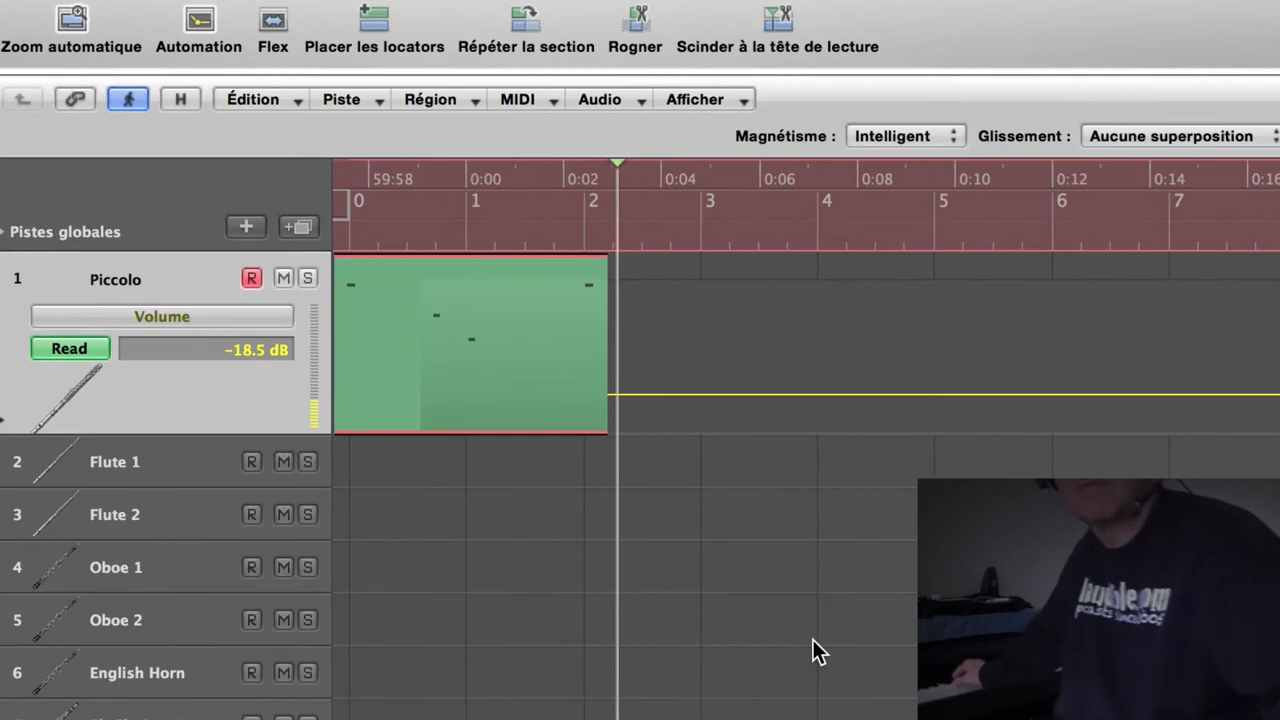 Zoom automatique Automation Flex Placer les locators Répéter la section Rogner Scinder à la tête de lecture
H Édition Piste Région MIDI Audio Afficher
Magnétisme : Intelligent Glissement : Aucune superposition
59:58 0:00 0:02 0:04 0:06 0:08 0:10 0:12 0:14 0:16
0 1 2 3 4 5 6 7
Pistes globales
1 Piccolo R M S
Volume
Read -18.5 dB
2 Flute 1 R M S
3 Flute 2 R M S
4 Oboe 1 R M S
5 Oboe 2 R M S
6 English Horn R M S